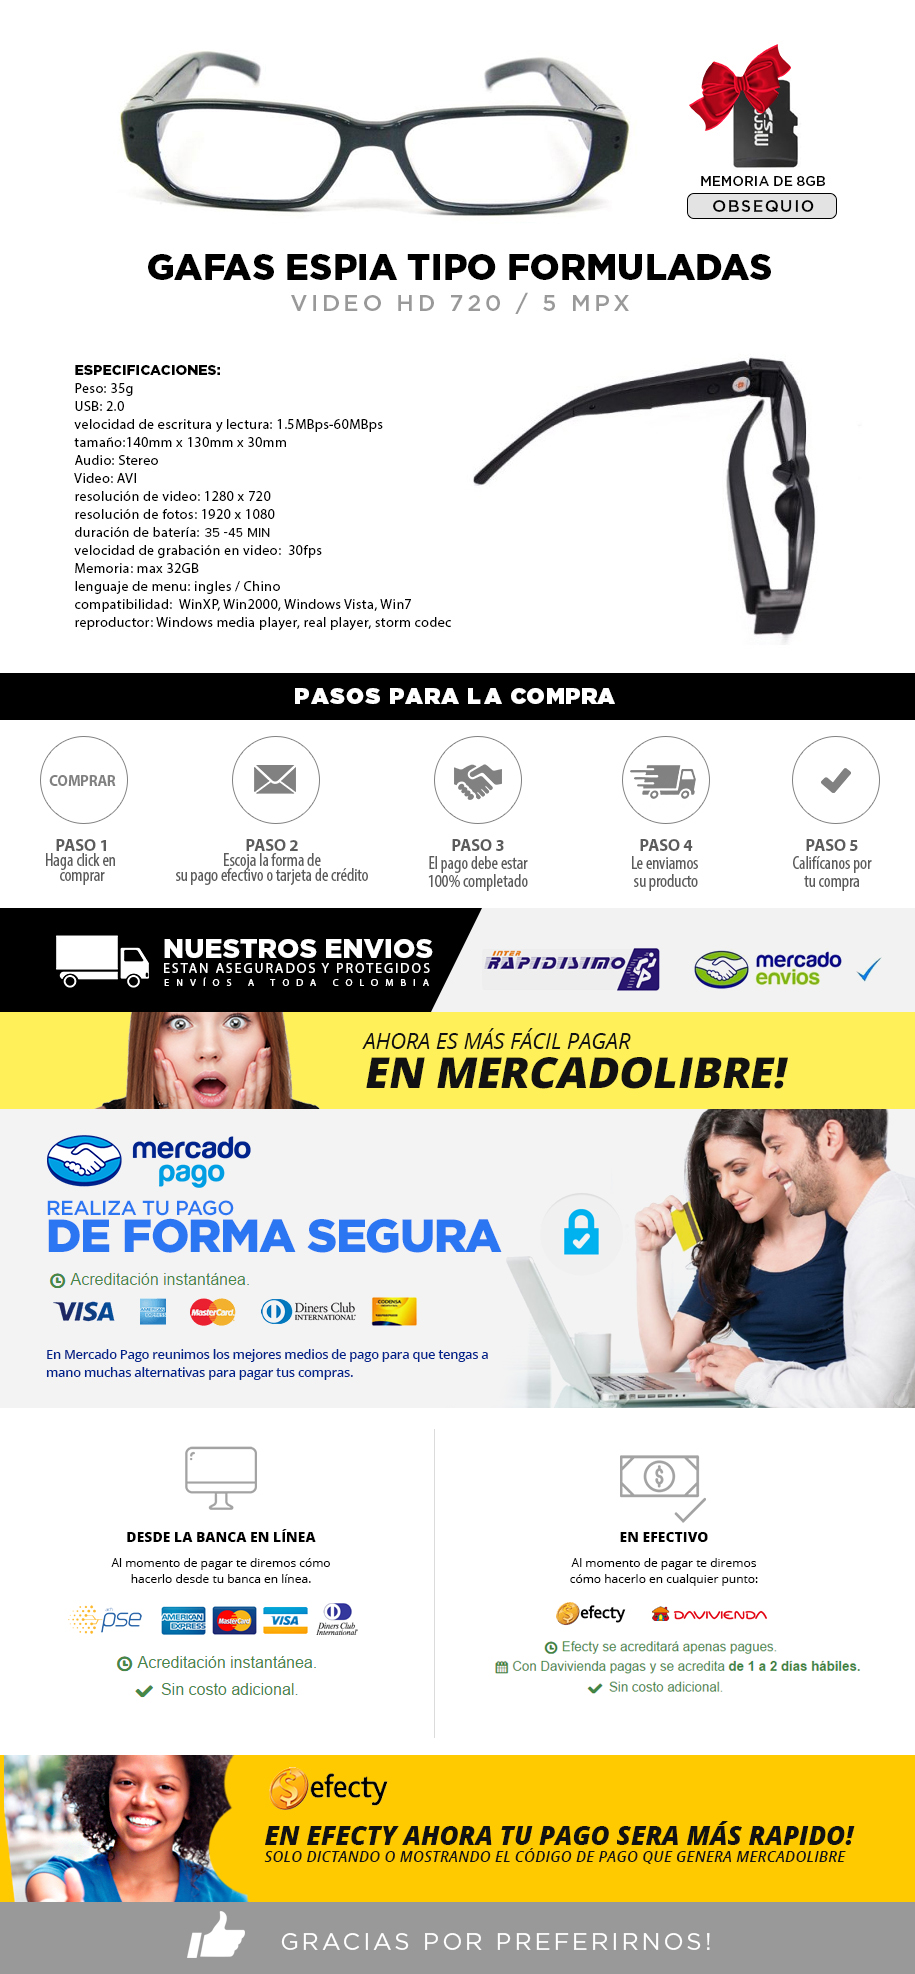 micro
SD
MEMORIA DE 8GB
OBSEQUIO
GAFAS ESPIA TIPO FORMULADAS
VIDEO HD 720 / 5 MPX
ESPECIFICACIONES:
Peso: 35g
USB: 2.0
velocidad de escritura y lectura: 1.5MBps-60MBps
tamaño:140mm x 130mm x 30mm
Audio: Stereo
Video: AVI
resolución de video: 1280 x 720
resolución de fotos: 1920 x 1080
duración de batería: 35 -45 MIN
velocidad de grabación en video: 30fps
Memoria: max 32GB
lenguaje de menu: ingles / Chino
compatibilidad: WinXP, Win2000, Windows Vista, Win7
reproductor: Windows media player, real player, storm codec
PASOS PARA LA COMPRA
COMPRAR
PASO 1
Haga click en
comprar
PASO 2
Escoja la forma de
su pago efectivo o tarjeta de crédito
PASO 3
El pago debe estar
100% completado
PASO 4
Le enviamos
su producto
PASO 5
Califícanos por
tu compra
NUESTROS ENVIOS
ESTAN ASEGURADOS Y PROTEGIDOS
ENVÍOS A TODA COLOMBIA
INTER
RAPIDISIMO
mercado
envios
AHORA ES MÁS FÁCIL PAGAR
EN MERCADOLIBRE!
mercado
pago
REALIZA TU PAGO
DE FORMA SEGURA
Acreditación instantánea.
VISA
AMERICAN EXPRESS
MasterCard
Diners Club
INTERNATIONAL
CODENSA
En Mercado Pago reunimos los mejores medios de pago para que tengas a
mano muchas alternativas para pagar tus compras.
DESDE LA BANCA EN LÍNEA
Al momento de pagar te diremos cómo
hacerlo desde tu banca en línea.
pse
AMERICAN EXPRESS
MasterCard
VISA
Diners Club
International
Acreditación instantánea.
Sin costo adicional.
EN EFECTIVO
Al momento de pagar te diremos
cómo hacerlo en cualquier punto:
efecty
DAVIVIENDA
Efecty se acreditará apenas pagues.
Con Davivienda pagas y se acredita de 1 a 2 días hábiles.
Sin costo adicional.
efecty
EN EFECTY AHORA TU PAGO SERA MÁS RAPIDO!
SOLO DICTANDO O MOSTRANDO EL CÓDIGO DE PAGO QUE GENERA MERCADOLIBRE
GRACIAS POR PREFERIRNOS!